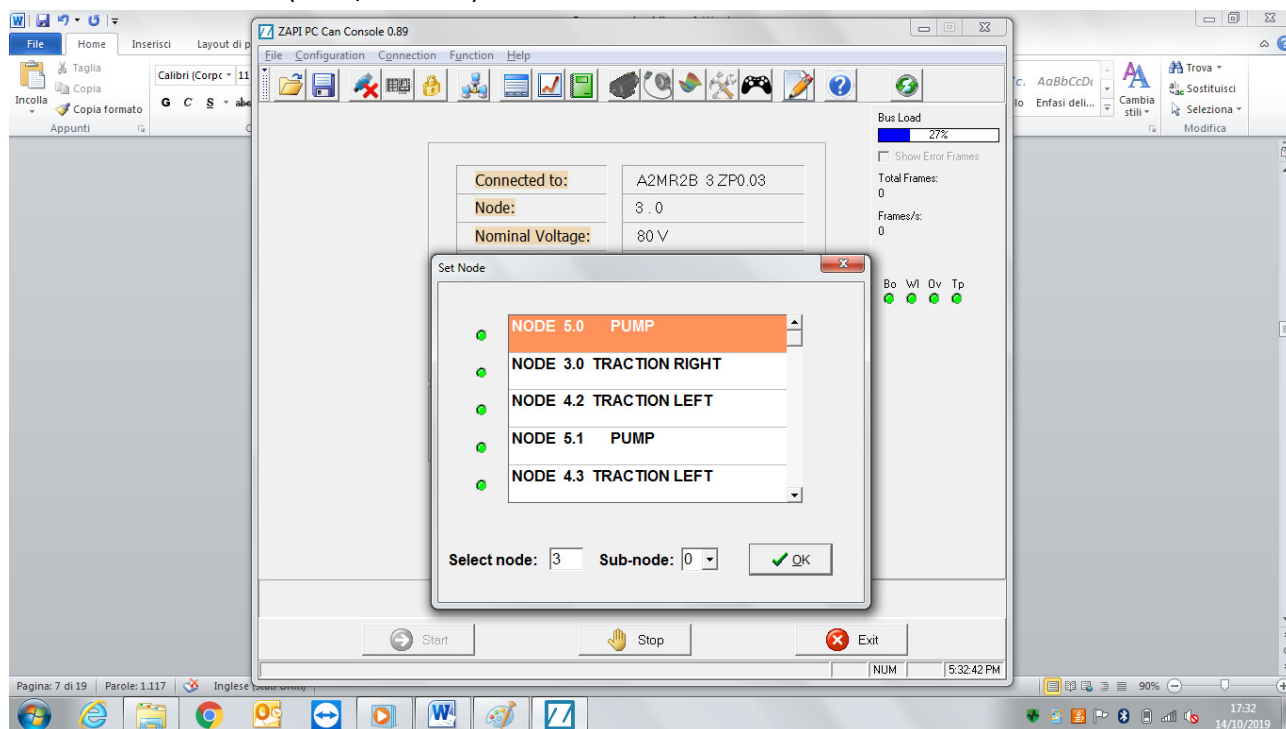 ZAPI PC Can Console 0.89
File
Home
Inserisci
Layout di p
File Configuration Connection Function Help
Incolla
Taglia
Copia
Copia formato
Appunti
Calibri (Corpo 11
G C S abe
AaBbCcDc
Enfasi deli...
Cambia
stili
Trova
Sostituisci
Seleziona
Modifica
Bus Load
27%
Show Error Frames
Total Frames:
0
Frames/s:
0
Bo Wl Ov Tp
Connected to: A2MR2B 3 ZP0.03
Node: 3 . 0
Nominal Voltage: 80 V
Set Node
NODE 5.0 PUMP
NODE 3.0 TRACTION RIGHT
NODE 4.2 TRACTION LEFT
NODE 5.1 PUMP
NODE 4.3 TRACTION LEFT
Select node: 3 Sub-node: 0 OK
Start Stop Exit
NUM 5:32:42 PM
Pagina: 7 di 19 Parole: 1.117 Inglese (Stati Uniti)
90%
17:32
14/10/2019